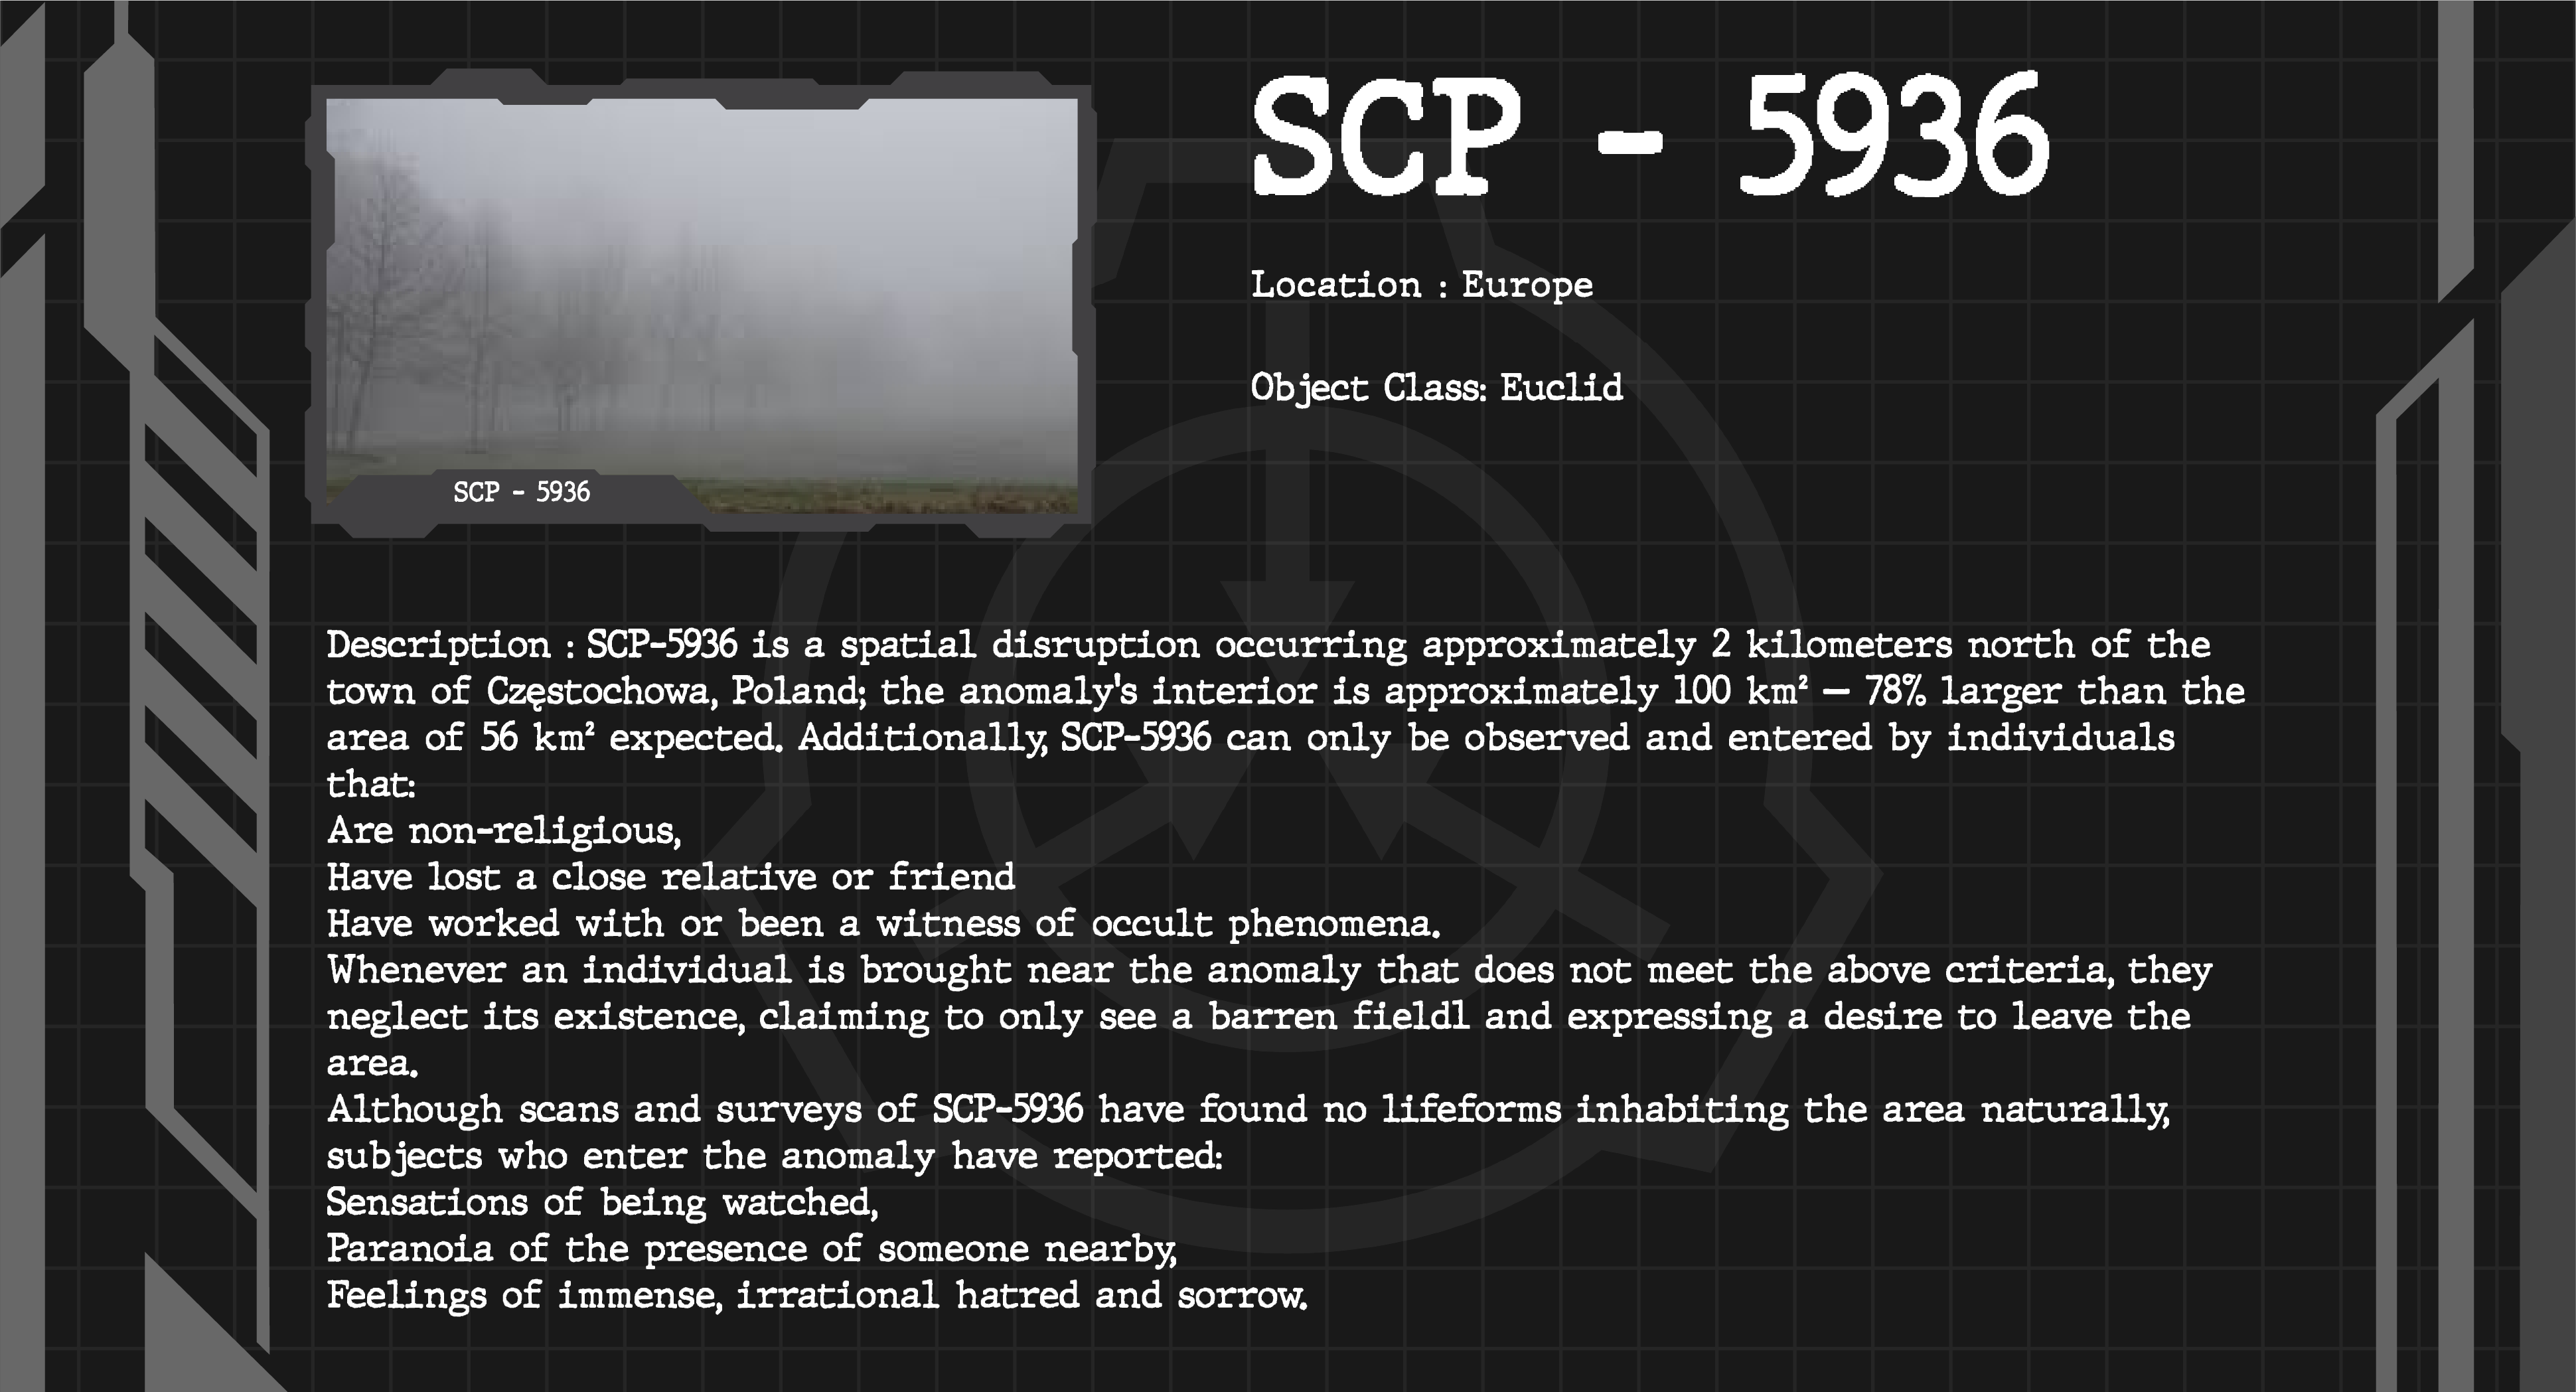 SCP - 5936
Location : Europe
Object Class: Euclid
SCP - 5936
Description : SCP-5936 is a spatial disruption occurring approximately 2 kilometers north of the
town of Częstochowa, Poland; the anomaly's interior is approximately 100 km² — 78% larger than the
area of 56 km² expected. Additionally, SCP-5936 can only be observed and entered by individuals
that:
Are non-religious,
Have lost a close relative or friend
Have worked with or been a witness of occult phenomena.
Whenever an individual is brought near the anomaly that does not meet the above criteria, they
neglect its existence, claiming to only see a barren fieldl and expressing a desire to leave the
area.
Although scans and surveys of SCP-5936 have found no lifeforms inhabiting the area naturally,
subjects who enter the anomaly have reported:
Sensations of being watched,
Paranoia of the presence of someone nearby,
Feelings of immense, irrational hatred and sorrow.